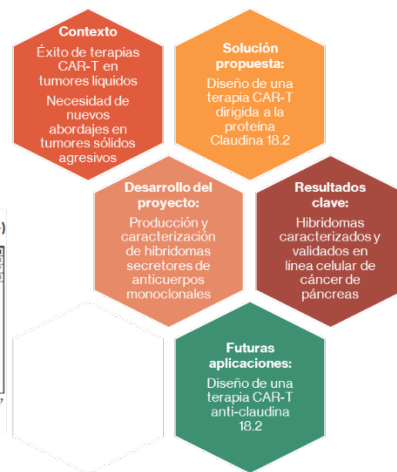 Contexto
Éxito de terapias
CAR-T en
tumores líquidos
Necesidad de
nuevos
abordajes en
tumores sólidos
agresivos
Solución
propuesta:
Diseño de una
terapia CAR-T
dirigida a la
proteína
Claudina 18.2
Desarrollo del
proyecto:
Producción y
caracterización
de hibridomas
secretores de
anticuerpos
monoclonales
Resultados
clave:
Hibridomas
caracterizados y
validados en
línea celular de
cáncer de
páncreas
Futuras
aplicaciones:
Diseño de una
terapia CAR-T
anti-claudina
18.2